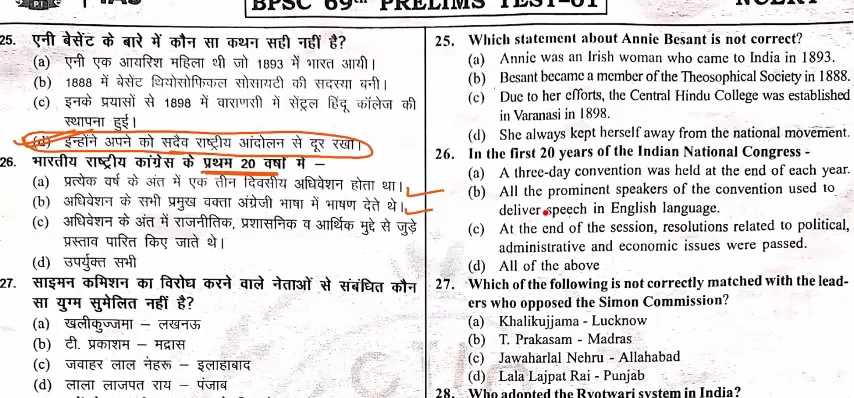 BPSC 69th PRELIMS TEST-01
25. एनी बेसेंट के बारे में कौन सा कथन सही नहीं है?
(a) एनी एक आयरिश महिला थी जो 1893 में भारत आयी।
(b) 1888 में बेसेंट थियोसोफिकल सोसायटी की सदस्या बनी।
(c) इनके प्रयासों से 1898 में वाराणसी में सेंट्रल हिंदू कॉलेज की
स्थापना हुई।
(d) इन्होंने अपने को सदैव राष्ट्रीय आंदोलन से दूर रखा।
26. भारतीय राष्ट्रीय कांग्रेस के प्रथम 20 वर्षों में –
(a) प्रत्येक वर्ष के अंत में एक तीन दिवसीय अधिवेशन होता था।
(b) अधिवेशन के सभी प्रमुख वक्ता अंग्रेजी भाषा में भाषण देते थे।
(c) अधिवेशन के अंत में राजनीतिक, प्रशासनिक व आर्थिक मुद्दे से जुड़े
प्रस्ताव पारित किए जाते थे।
(d) उपर्युक्त सभी
27. साइमन कमिशन का विरोध करने वाले नेताओं से संबंधित कौन
सा युग्म सुमेलित नहीं है?
(a) खलीकुज्जमा – लखनऊ
(b) टी. प्रकाशम – मद्रास
(c) जवाहर लाल नेहरू – इलाहाबाद
(d) लाला लाजपत राय – पंजाब
25. Which statement about Annie Besant is not correct?
(a) Annie was an Irish woman who came to India in 1893.
(b) Besant became a member of the Theosophical Society in 1888.
(c) Due to her efforts, the Central Hindu College was established
in Varanasi in 1898.
(d) She always kept herself away from the national movement.
26. In the first 20 years of the Indian National Congress -
(a) A three-day convention was held at the end of each year.
(b) All the prominent speakers of the convention used to
deliver speech in English language.
(c) At the end of the session, resolutions related to political,
administrative and economic issues were passed.
(d) All of the above
27. Which of the following is not correctly matched with the lead-
ers who opposed the Simon Commission?
(a) Khalikujjama - Lucknow
(b) T. Prakasam - Madras
(c) Jawaharlal Nehru - Allahabad
(d) Lala Lajpat Rai - Punjab
28. Who adopted the Ryotwari system in India?